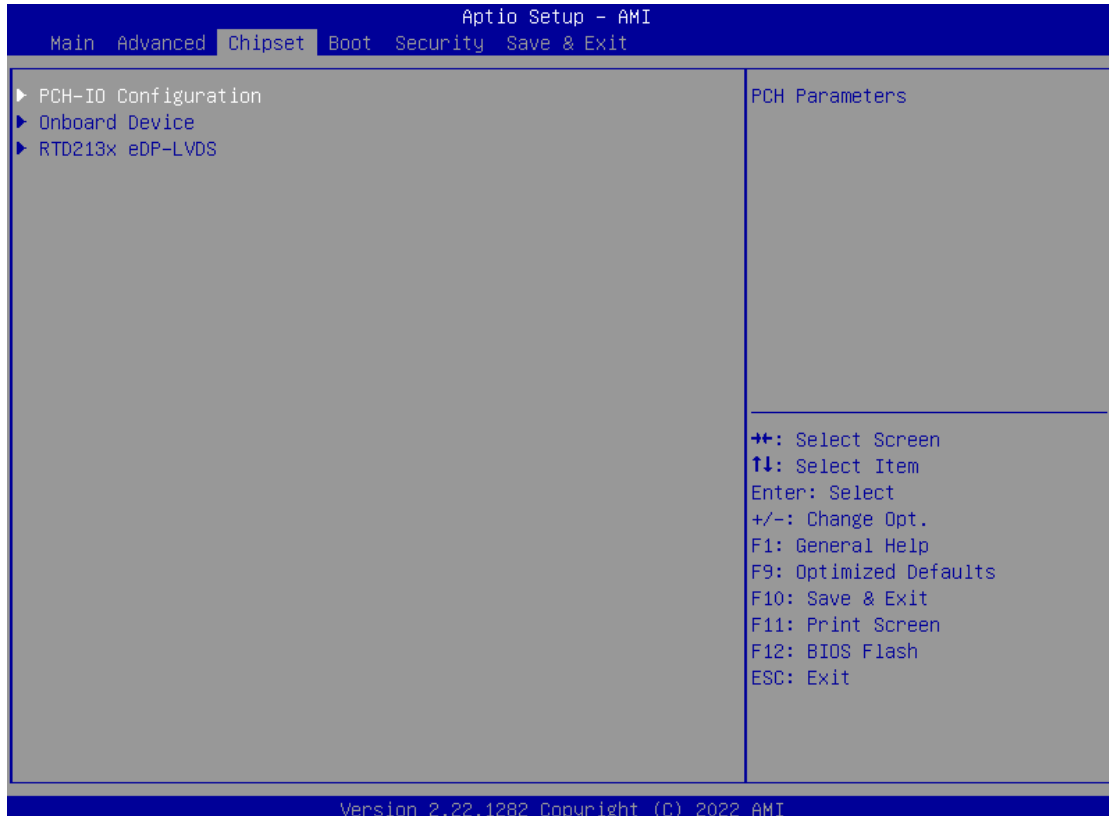 Aptio Setup – AMI
Main Advanced Chipset Boot Security Save & Exit
▶ PCH-IO Configuration
▶ Onboard Device
▶ RTD213x eDP-LVDS
PCH Parameters
→←: Select Screen
↑↓: Select Item
Enter: Select
+/-: Change Opt.
F1: General Help
F9: Optimized Defaults
F10: Save & Exit
F11: Print Screen
F12: BIOS Flash
ESC: Exit
Version 2.22.1282 Copyright (C) 2022 AMI